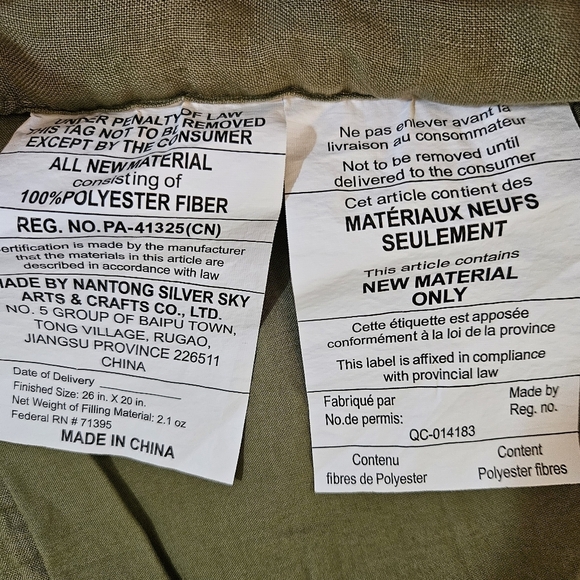 UNDER PENALTY OF LAW
THIS TAG NOT TO BE REMOVED
EXCEPT BY THE CONSUMER
ALL NEW MATERIAL
consisting of
100%POLYESTER FIBER
REG. NO.PA-41325(CN)
ertification is made by the manufacturer
that the materials in this article are
described in accordance with law
MADE BY NANTONG SILVER SKY
ARTS & CRAFTS CO., LTD.
NO. 5 GROUP OF BAIPU TOWN,
TONG VILLAGE, RUGAO,
JIANGSU PROVINCE 226511
CHINA
Date of Delivery
Finished Size: 26 in. X 20 in.
Net Weight of Filling Material: 2.1 oz
Federal RN # 71395
MADE IN CHINA
Ne pas enlever avant la
livraison au consommateur
Not to be removed until
delivered to the consumer
Cet article contient des
MATÉRIAUX NEUFS
SEULEMENT
This article contains
NEW MATERIAL
ONLY
Cette étiquette est apposée
conformément à la loi de la province
This label is affixed in compliance
with provincial law
Fabriqué par Made by
No.de permis: Reg. no.
QC-014183
Contenu Content
fibres de Polyester Polyester fibres